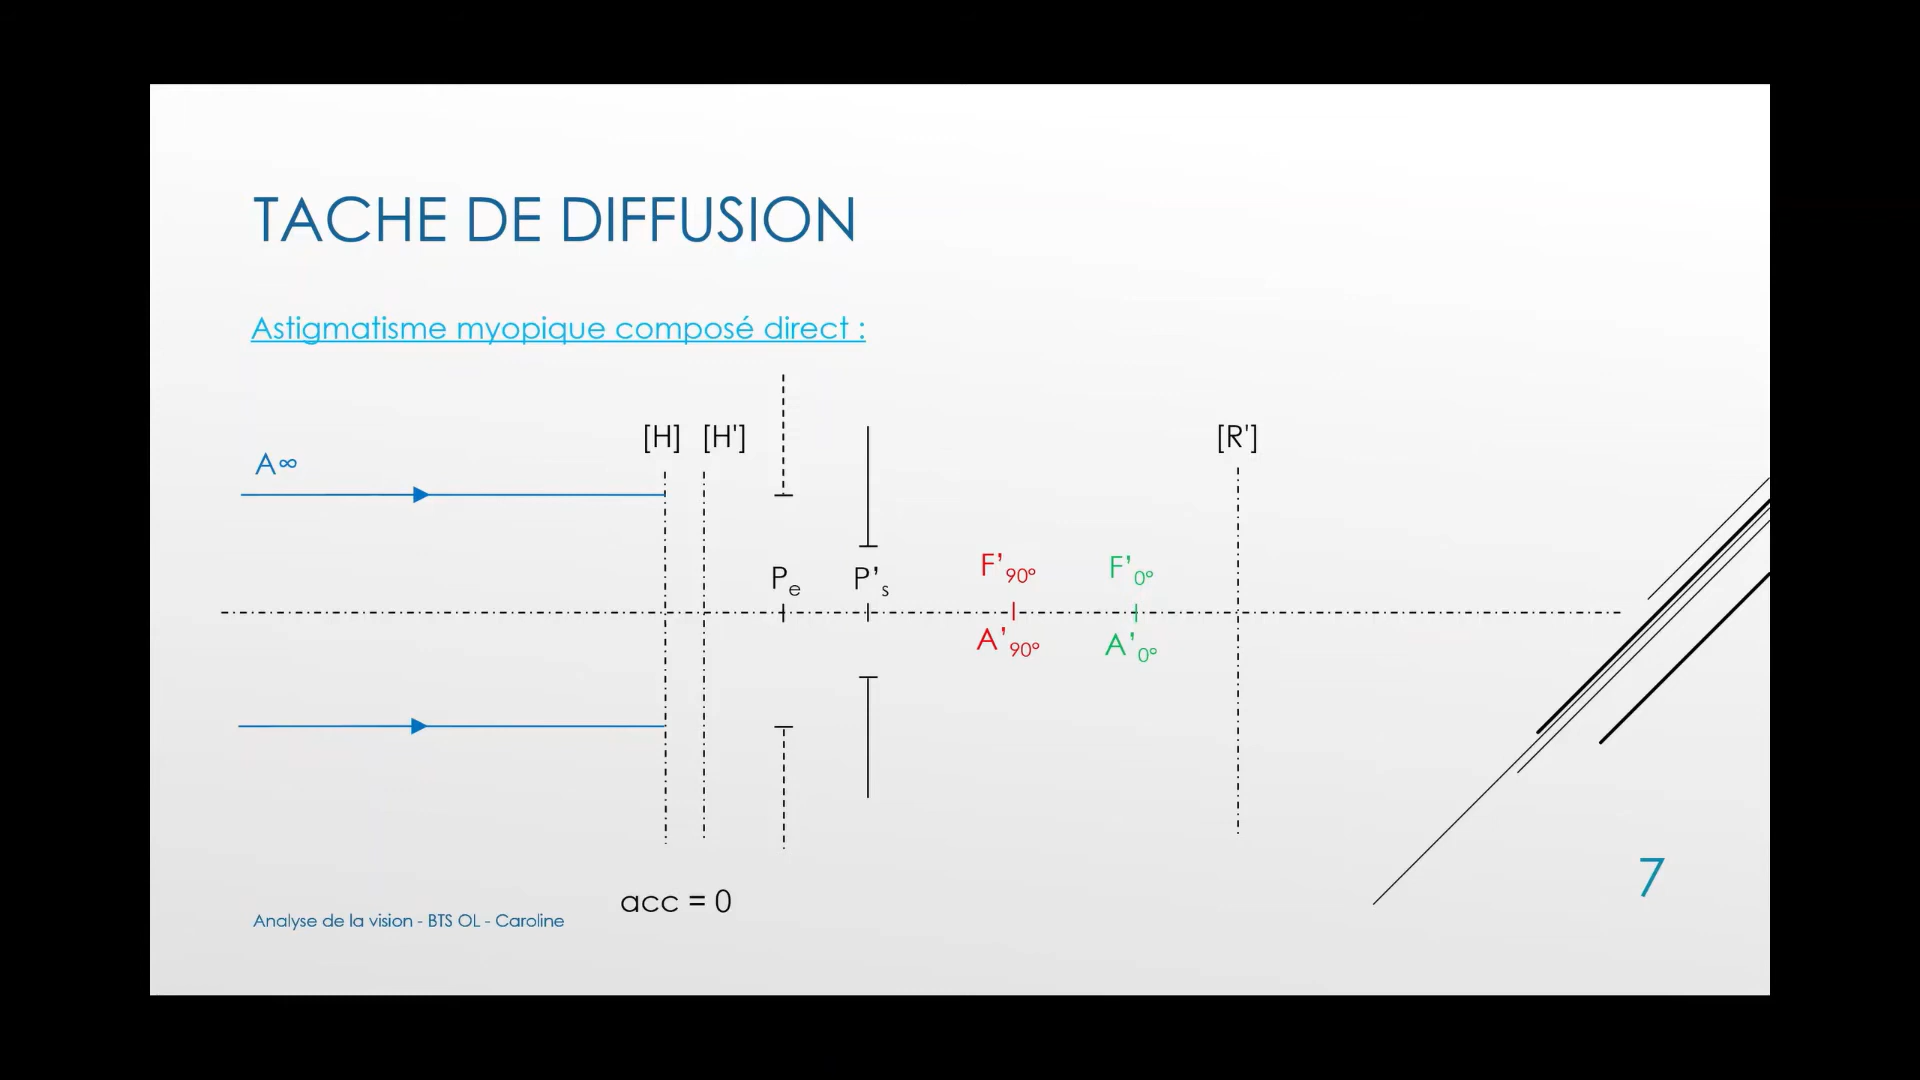 TACHE DE DIFFUSION
Astigmatisme myopique composé direct :
[H] [H'] [R']
A∞
Pe P's F'90° F'0°
A'90° A'0°
7
acc = 0
Analyse de la vision - BTS OL - Caroline